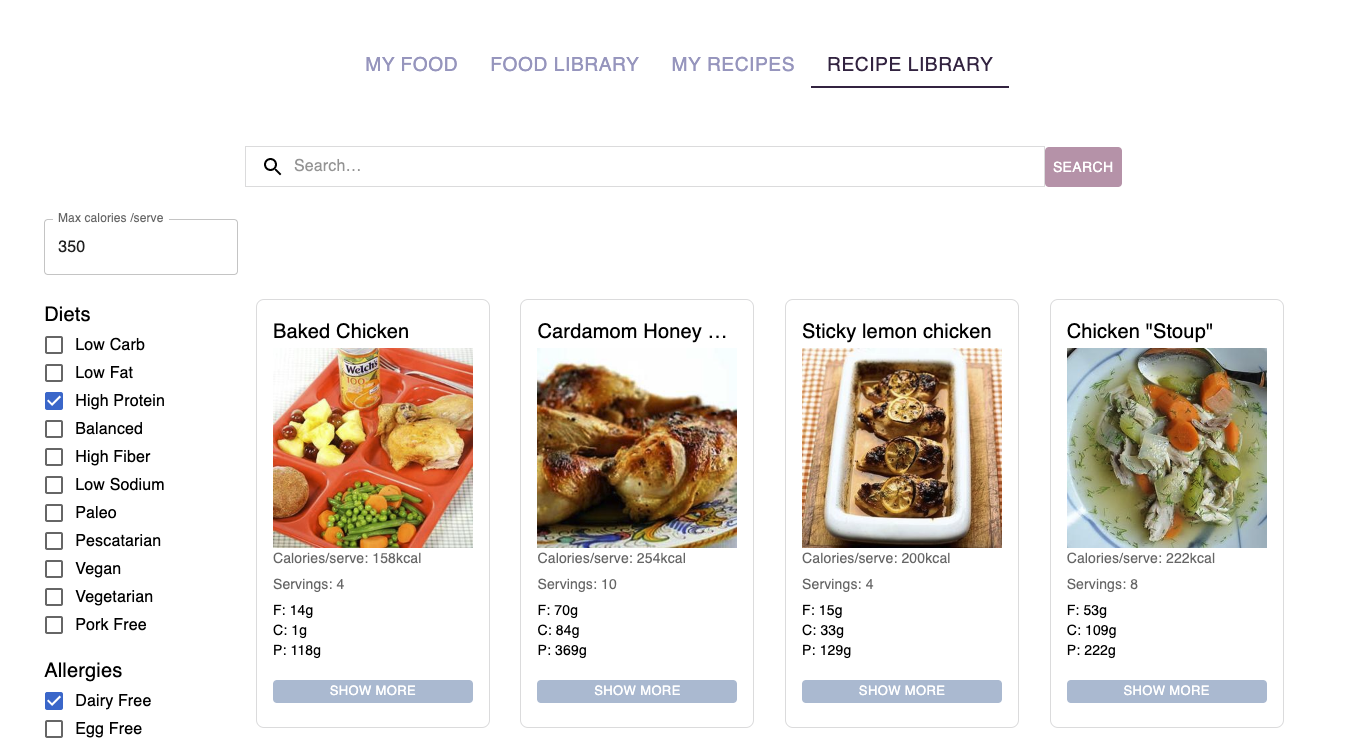 MY FOOD FOOD LIBRARY MY RECIPES RECIPE LIBRARY
Search...
SEARCH
Max calories /serve
350
Diets
Low Carb
Low Fat
High Protein
Balanced
High Fiber
Low Sodium
Paleo
Pescatarian
Vegan
Vegetarian
Pork Free
Allergies
Dairy Free
Egg Free
Baked Chicken
Welch's
100
Calories/serve: 158kcal
Servings: 4
F: 14g
C: 1g
P: 118g
SHOW MORE
Cardamom Honey ...
Calories/serve: 254kcal
Servings: 10
F: 70g
C: 84g
P: 369g
SHOW MORE
Sticky lemon chicken
Calories/serve: 200kcal
Servings: 4
F: 15g
C: 33g
P: 129g
SHOW MORE
Chicken "Stoup"
Calories/serve: 222kcal
Servings: 8
F: 53g
C: 109g
P: 222g
SHOW MORE